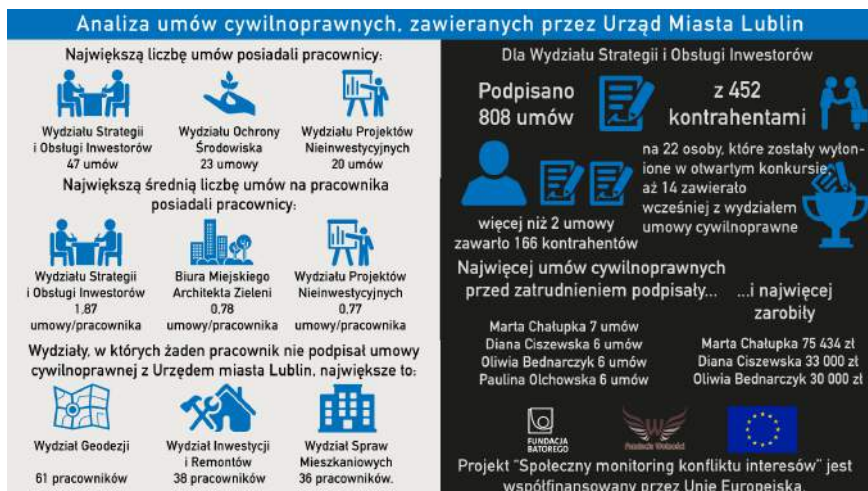 Analiza umów cywilnoprawnych, zawieranych przez Urząd Miasta Lublin
Największą liczbę umów posiadali pracownicy:
Wydziału Strategii
i Obsługi Inwestorów
47 umów
Wydziału Ochrony
Środowiska
23 umowy
Wydziału Projektów
Nieinwestycyjnych
20 umów
Największą średnią liczbę umów na pracownika
posiadali pracownicy:
Wydziału Strategii
i Obsługi Inwestorów
1,87
umowy/pracownika
Biura Miejskiego
Architekta Zieleni
0,78
umowy/pracownika
Wydziału Projektów
Nieinwestycyjnych
0,77
umowy/pracownika
Wydziały, w których żaden pracownik nie podpisał umowy
cywilnoprawnej z Urzędem miasta Lublin, największe to:
Wydział Geodezji
61 pracowników
Wydział Inwestycji
i Remontów
38 pracowników
Wydział Spraw
Mieszkaniowych
36 pracowników.
Dla Wydziału Strategii i Obsługi Inwestorów
Podpisano
808 umów
z 452
kontrahentami
na 22 osoby, które zostały wyłon-
ione w otwartym konkursie,
aż 14 zawierało
wcześniej z wydziałem
umowy cywilnoprawne
więcej niż 2 umowy
zawarło 166 kontrahentów
Najwięcej umów cywilnoprawnych
przed zatrudnieniem podpisały...
Marta Chałupka 7 umów
Diana Ciszewska 6 umów
Oliwia Bednarczyk 6 umów
Paulina Olchowska 6 umów
...i najwięcej
zarobiły
Marta Chałupka 75 434 zł
Diana Ciszewska 33 000 zł
Oliwia Bednarczyk 30 000 zł
FUNDACJA
BATOREGO
Fundacja Wolności
Projekt "Społeczny monitoring konfliktu interesów" jest
współfinansowany przez Unię Europejską.